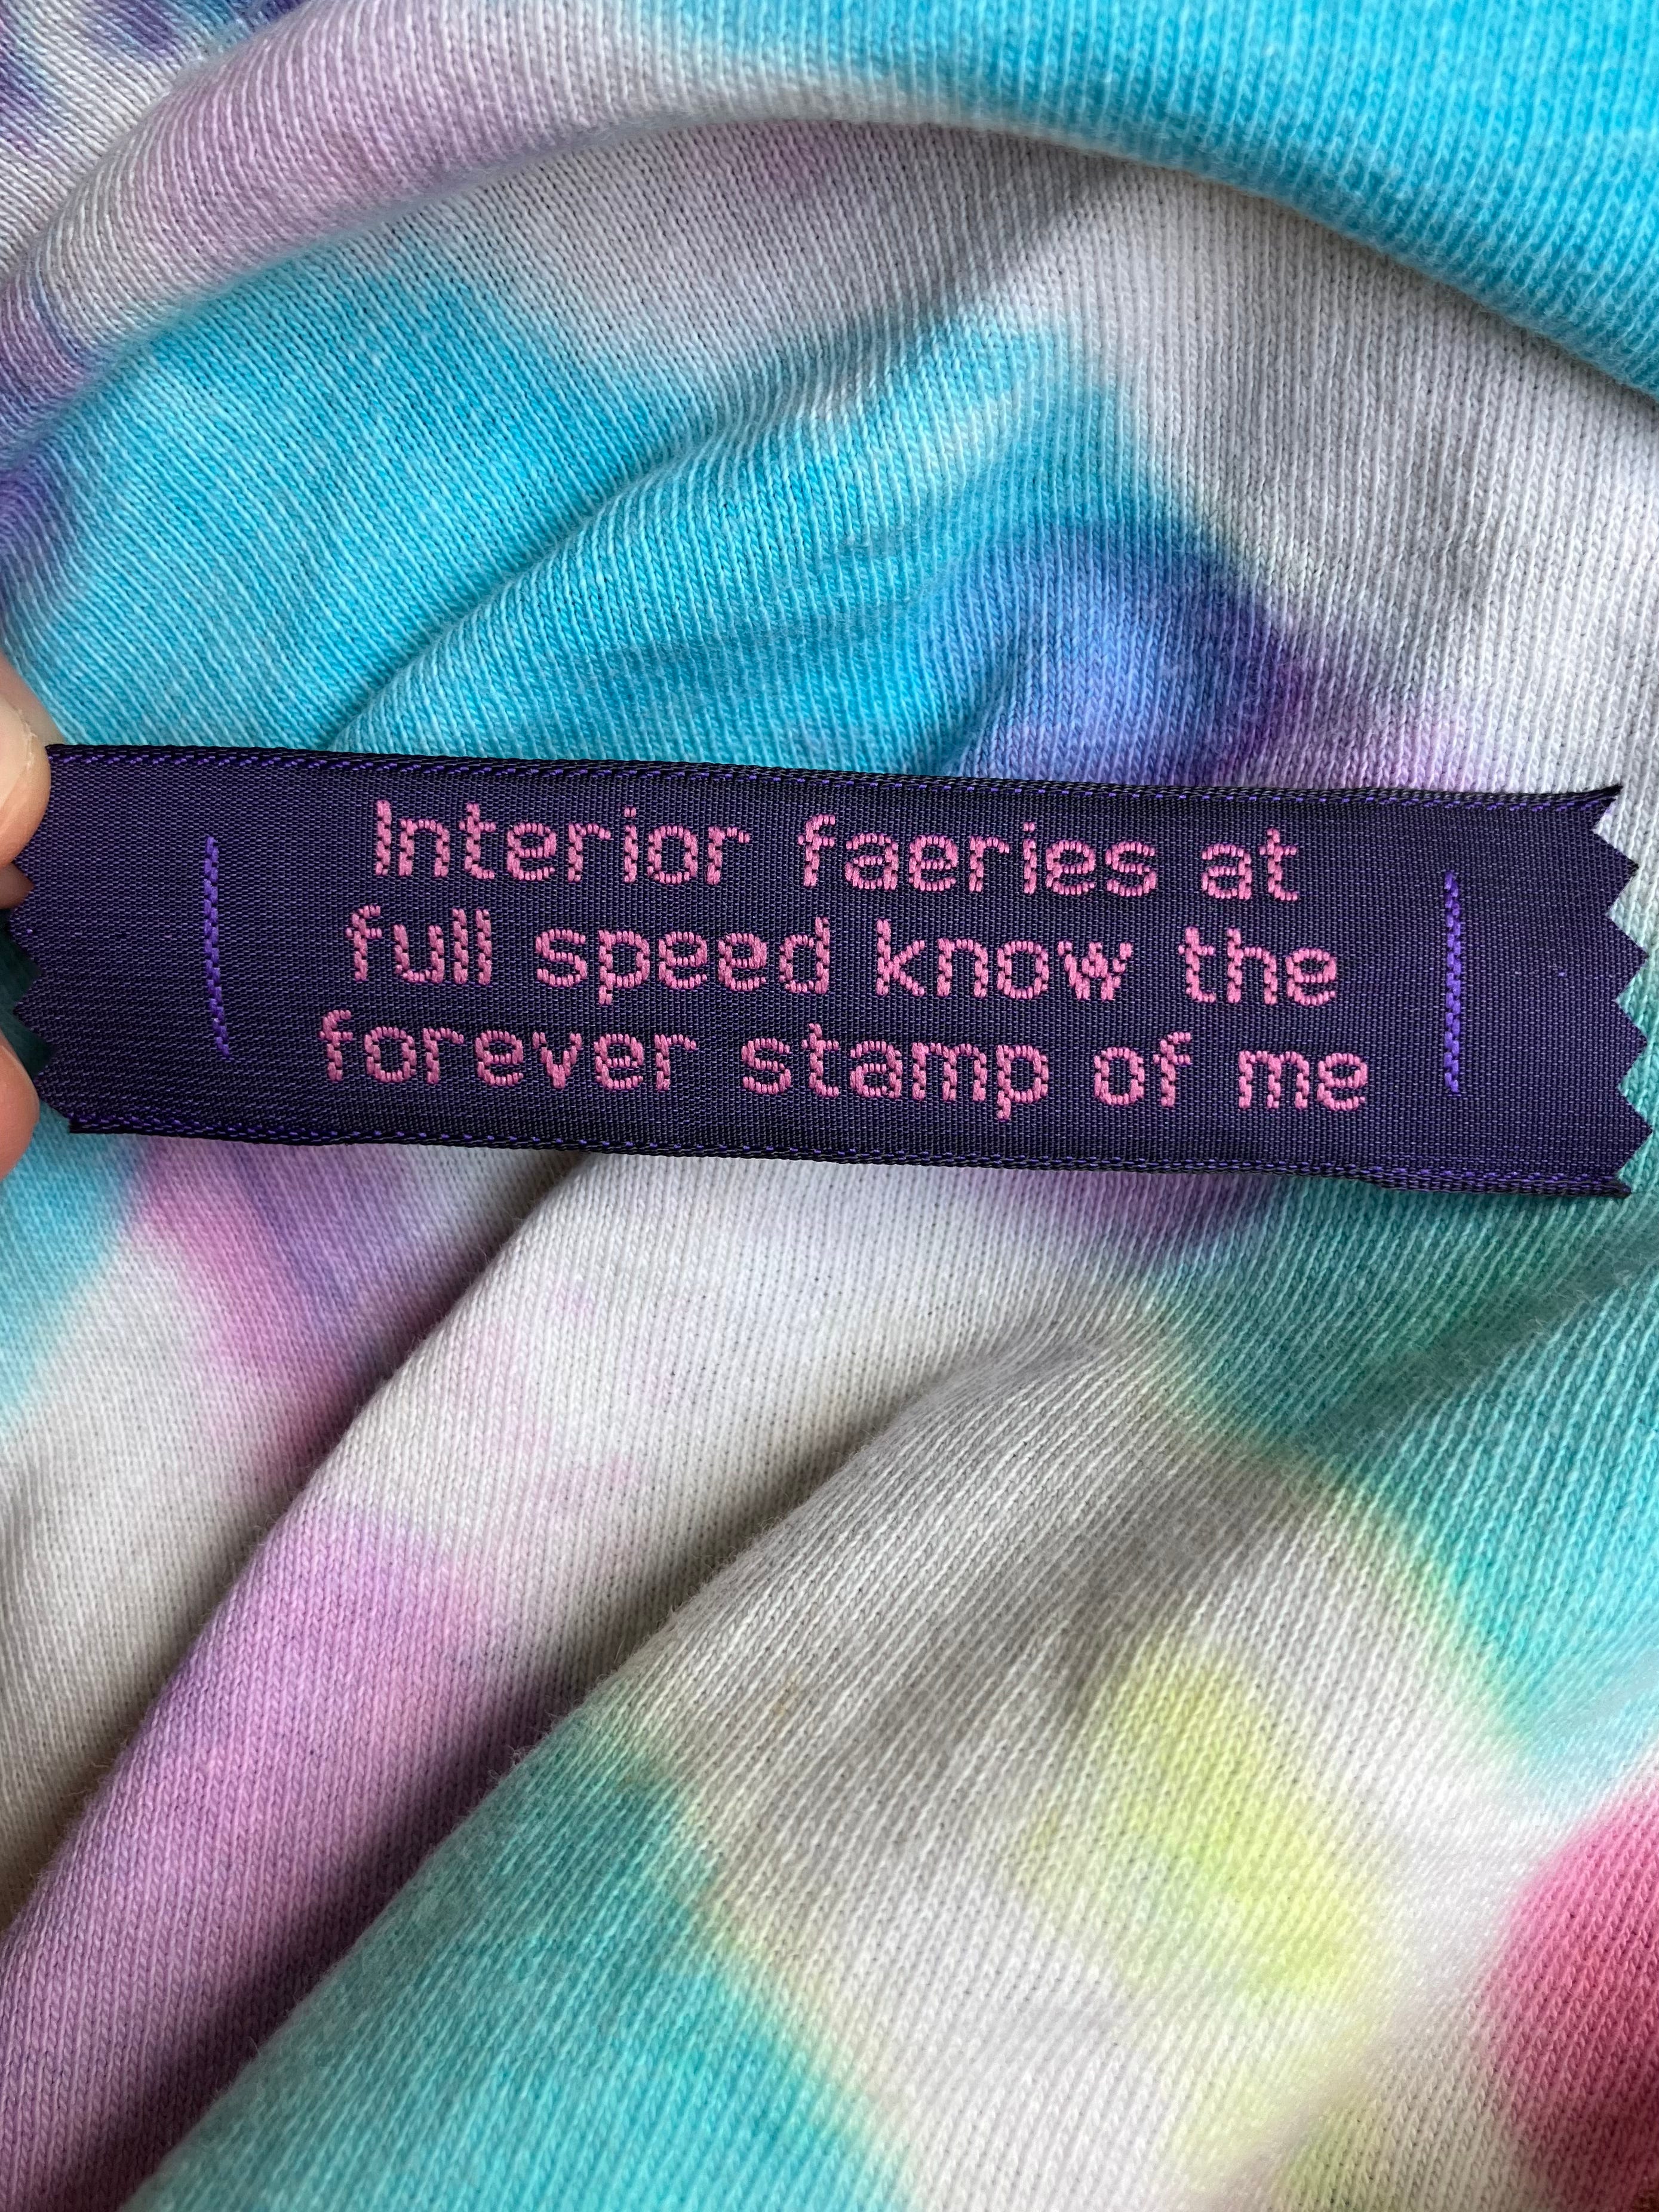 Interior faeries at
full speed know the
forever stamp of me